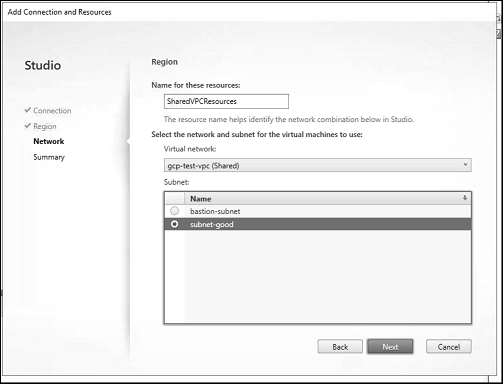 Add Connection and Resources
Studio
Connection
Region
Network
Summary
Region
Name for these resources:
SharedVPCResources
The resource name helps identify the network combination below in Studio.
Select the network and subnet for the virtual machines to use:
Virtual network:
gcp-test-vpc (Shared)
Subnet:
Name
bastion-subnet
subnet-good
Back Next Cancel